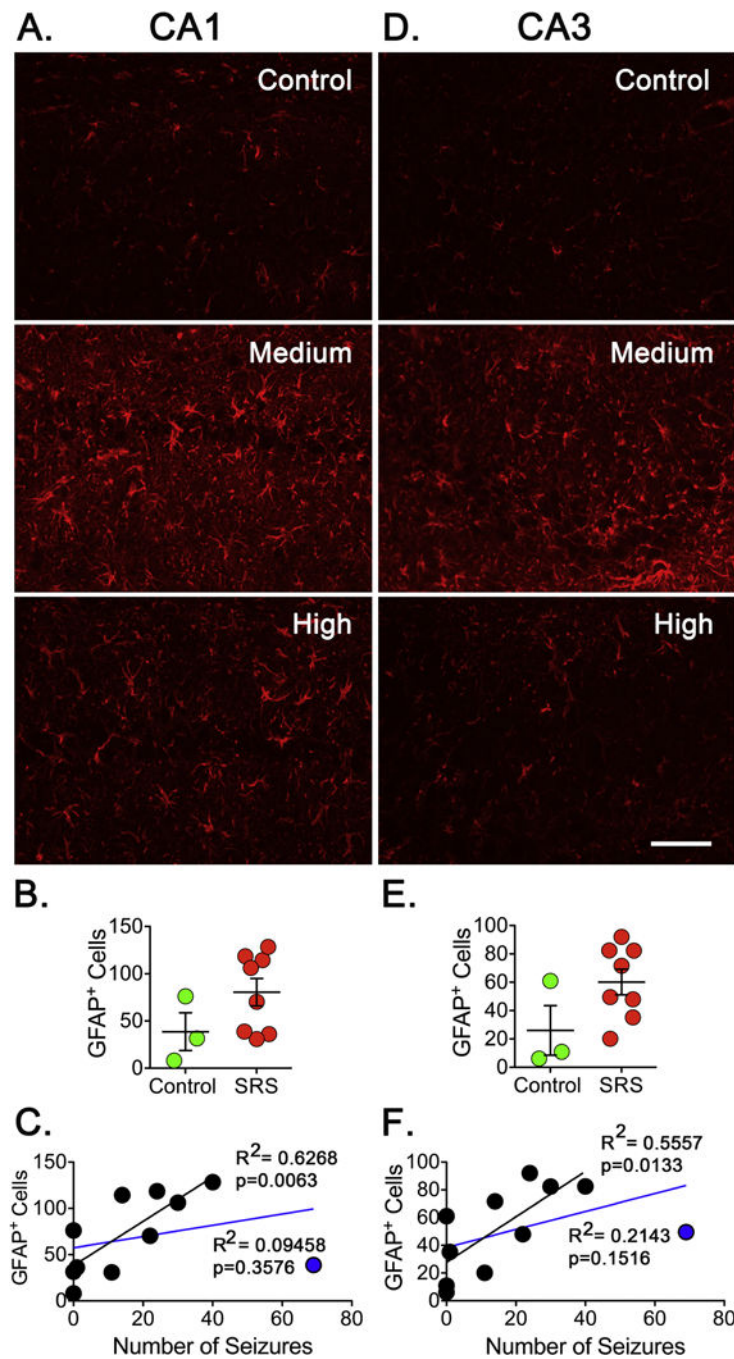 A. CA1
Control
Medium
High
D. CA3
Control
Medium
High
B.
GFAP+ Cells
150
100
50
0
Control SRS
E.
GFAP+ Cells
100
80
60
40
20
0
Control SRS
C.
GFAP+ Cells
150
100
50
0
R2= 0.6268
p=0.0063
R2= 0.09458
p=0.3576
0 20 40 60 80
Number of Seizures
F.
GFAP+ Cells
100
80
60
40
20
0
R2= 0.5557
p=0.0133
R2= 0.2143
p=0.1516
0 20 40 60 80
Number of Seizures